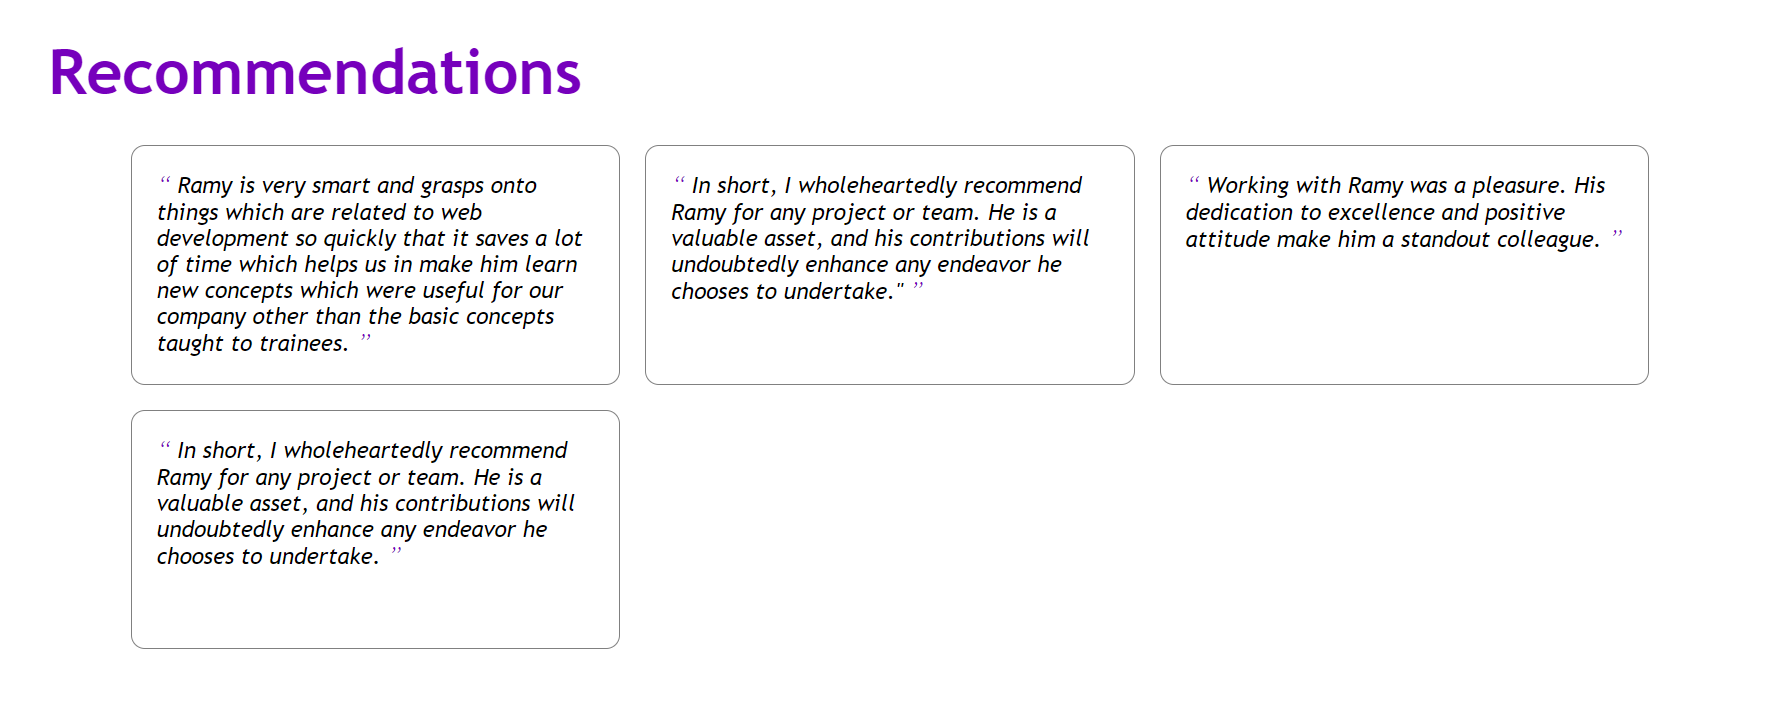 Recommendations
“ Ramy is very smart and grasps onto
things which are related to web
development so quickly that it saves a lot
of time which helps us in make him learn
new concepts which were useful for our
company other than the basic concepts
taught to trainees. ”
“ In short, I wholeheartedly recommend
Ramy for any project or team. He is a
valuable asset, and his contributions will
undoubtedly enhance any endeavor he
chooses to undertake." ”
“ Working with Ramy was a pleasure. His
dedication to excellence and positive
attitude make him a standout colleague. ”
“ In short, I wholeheartedly recommend
Ramy for any project or team. He is a
valuable asset, and his contributions will
undoubtedly enhance any endeavor he
chooses to undertake. ”